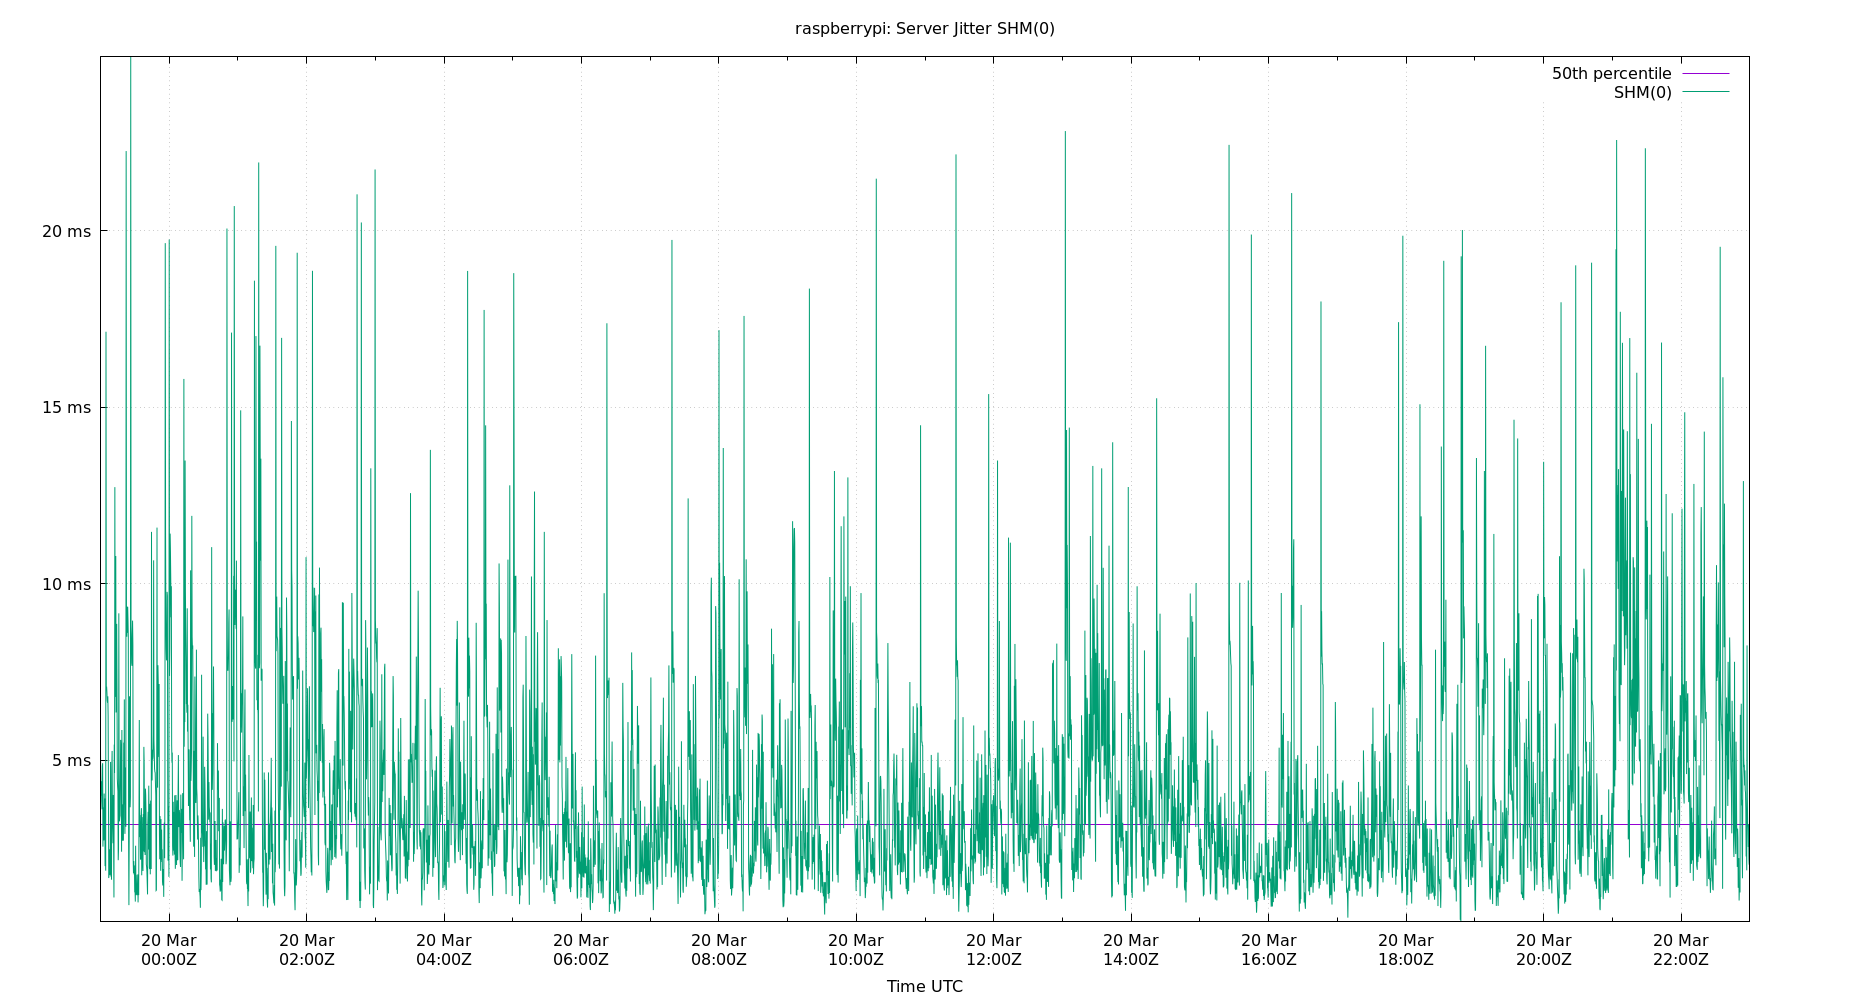 raspberrypi: Server Jitter SHM(0)
50th percentile
SHM(0)
20 ms
15 ms
10 ms
5 ms
20 Mar 20 Mar 20 Mar 20 Mar 20 Mar 20 Mar 20 Mar 20 Mar 20 Mar 20 Mar 20 Mar 20 Mar
00:00Z 02:00Z 04:00Z 06:00Z 08:00Z 10:00Z 12:00Z 14:00Z 16:00Z 18:00Z 20:00Z 22:00Z
Time UTC